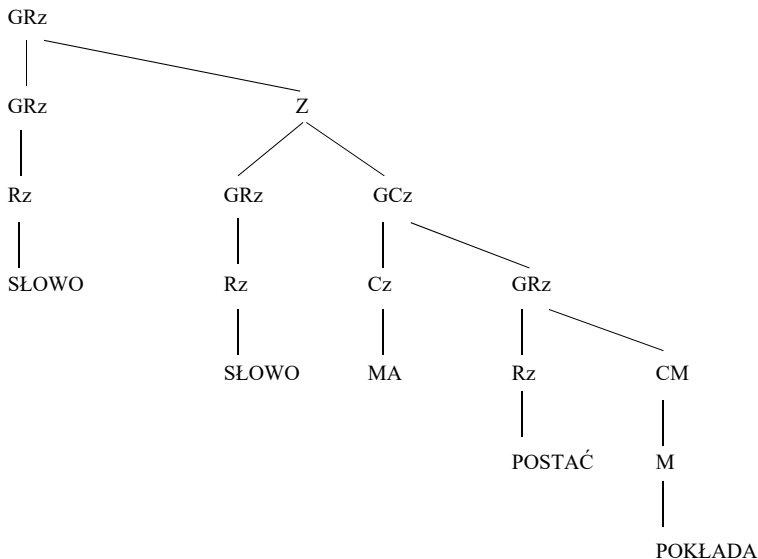 GRz
GRz Z
Rz GRz GCz
SŁOWO Rz Cz GRz
SŁOWO MA Rz CM
POSTAĆ M
POKŁADA